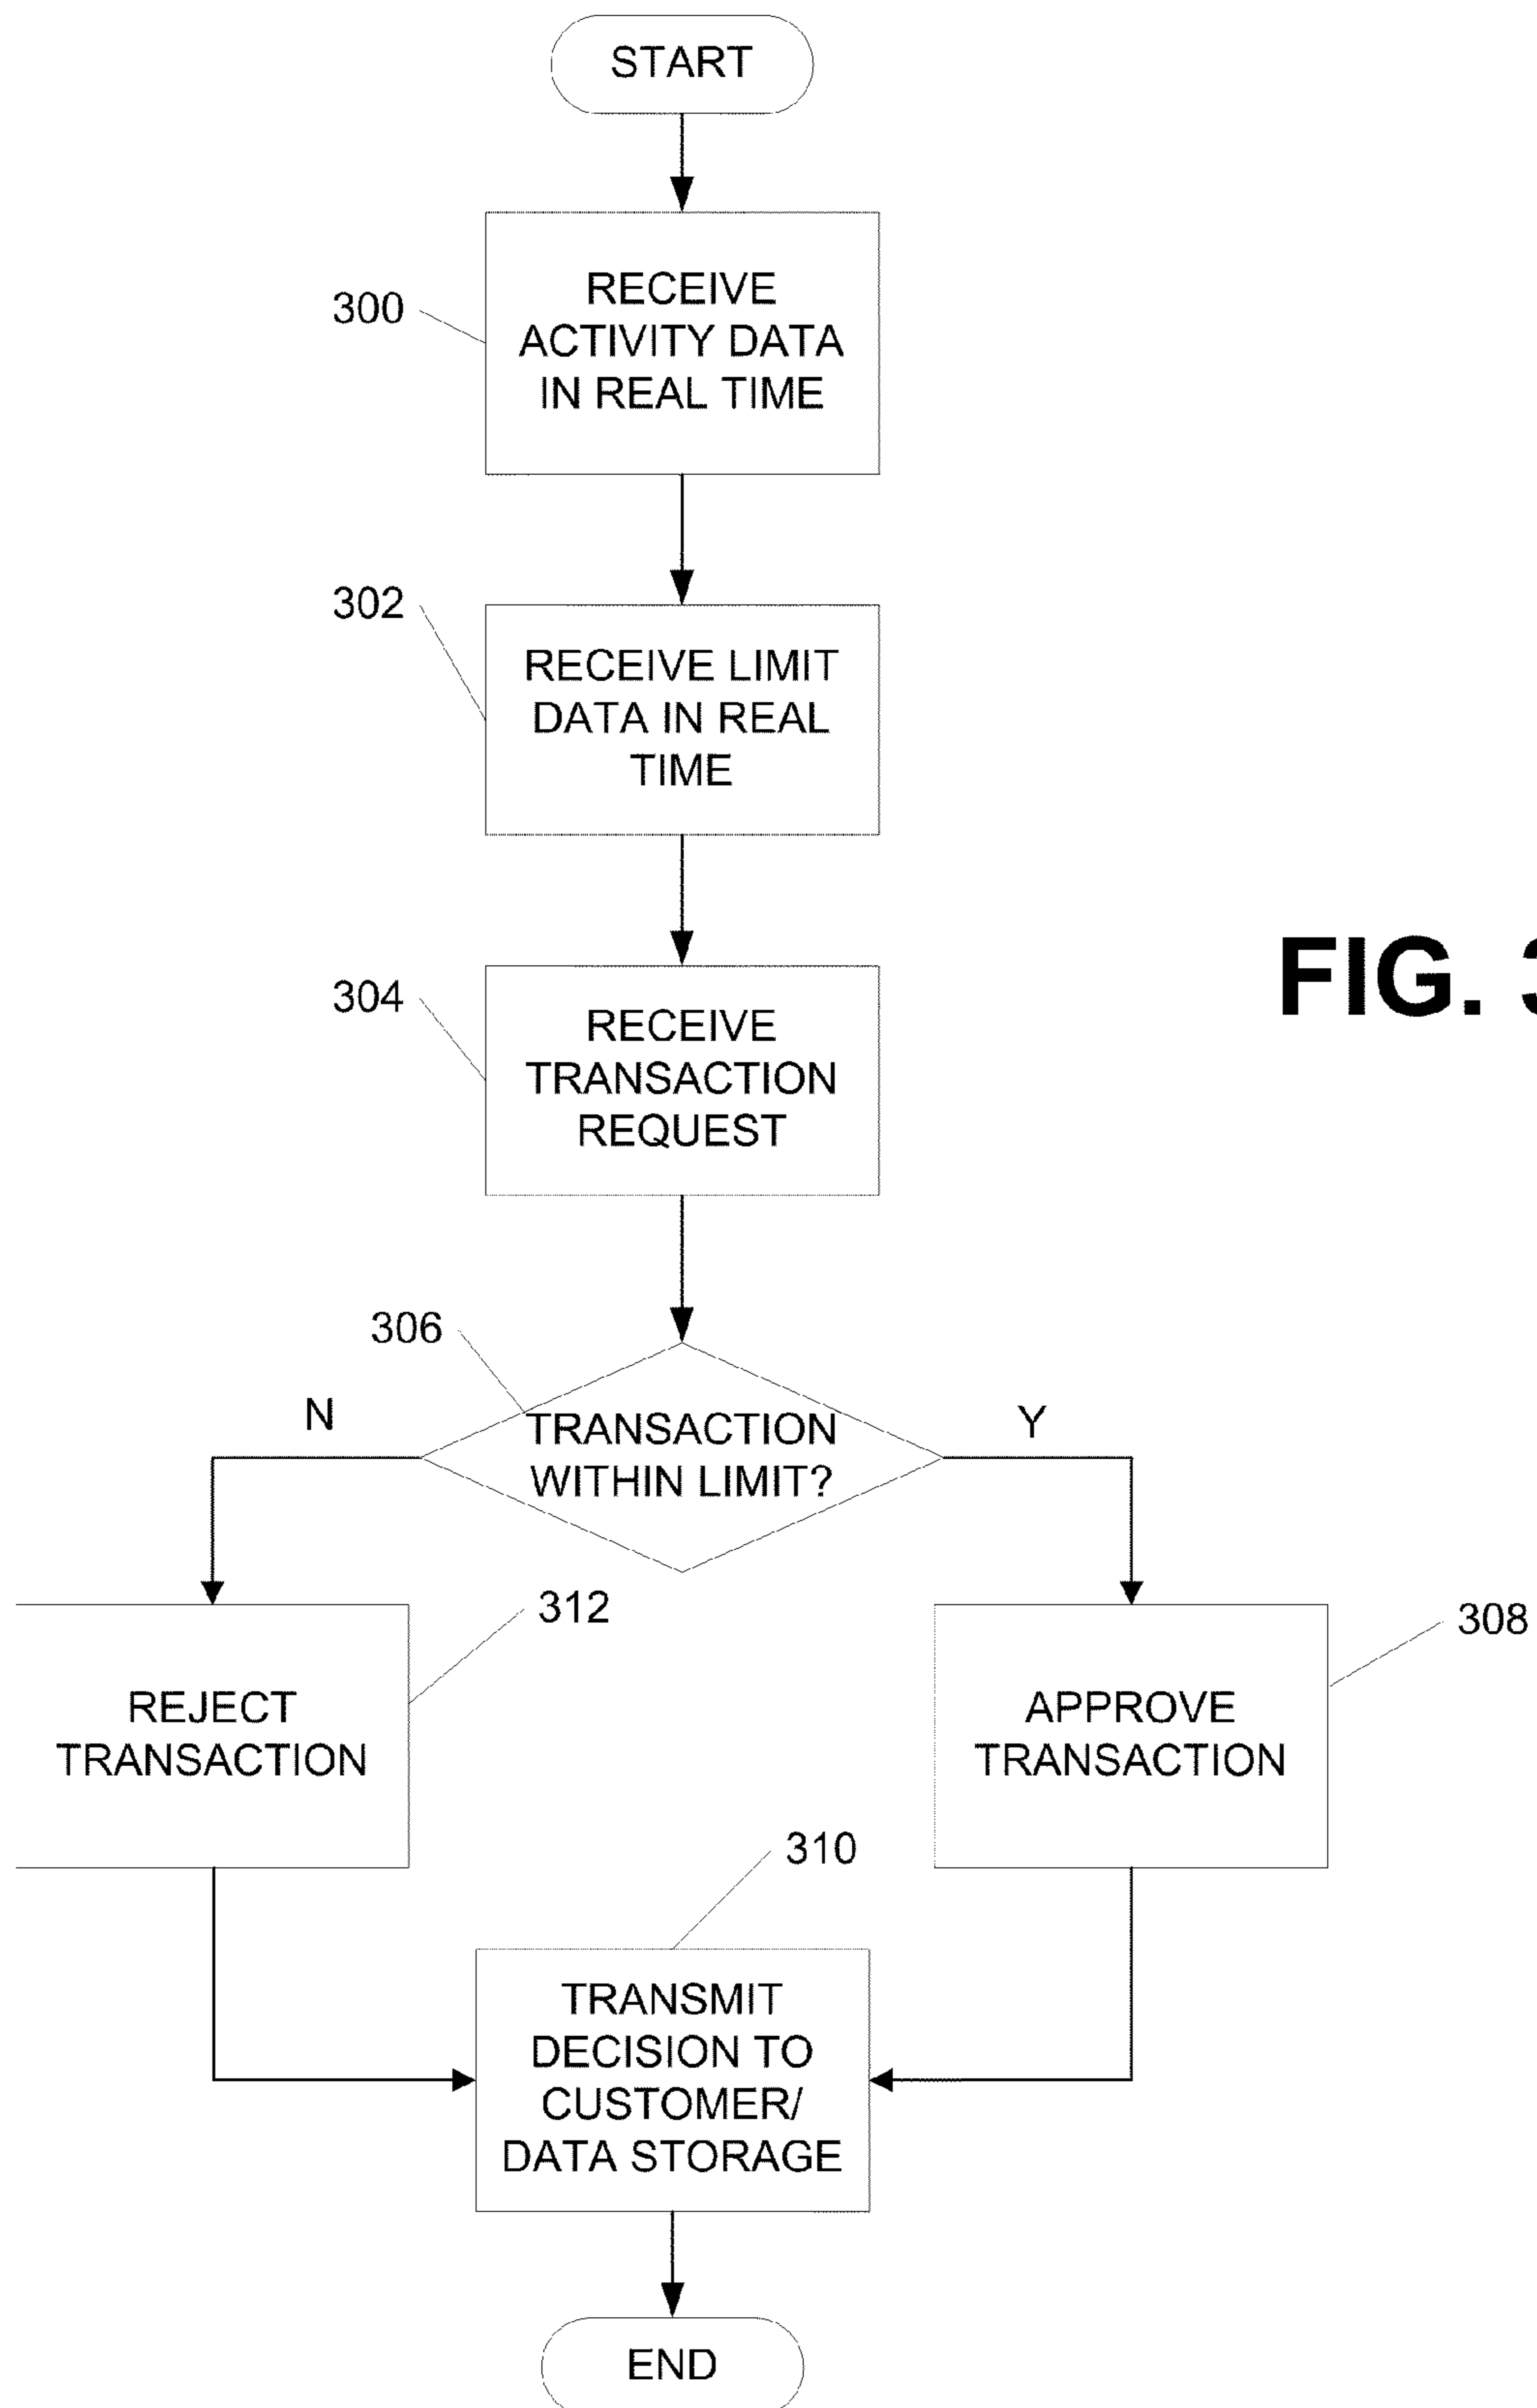 START
300
RECEIVE
ACTIVITY DATA
IN REAL TIME
302
RECEIVE LIMIT
DATA IN REAL
TIME
FIG. 3
304
RECEIVE
TRANSACTION
REQUEST
306
N
TRANSACTION
WITHIN LIMIT?
Y
312
308
REJECT
TRANSACTION
APPROVE
TRANSACTION
310
TRANSMIT
DECISION TO
CUSTOMER/
DATA STORAGE
END